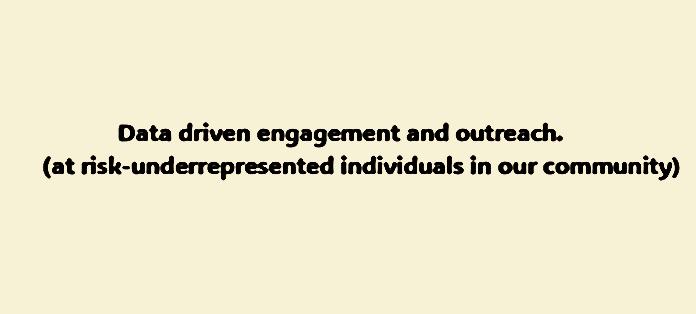 Data driven engagement and outreach.
(at risk-underrepresented individuals in our community)